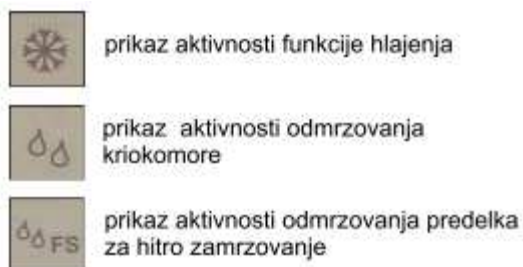 prikaz aktivnosti funkcije hlajenja
prikaz aktivnosti odmrzovanja
kriokomore
FS
prikaz aktivnosti odmrzovanja predelka
za hitro zamrzovanje